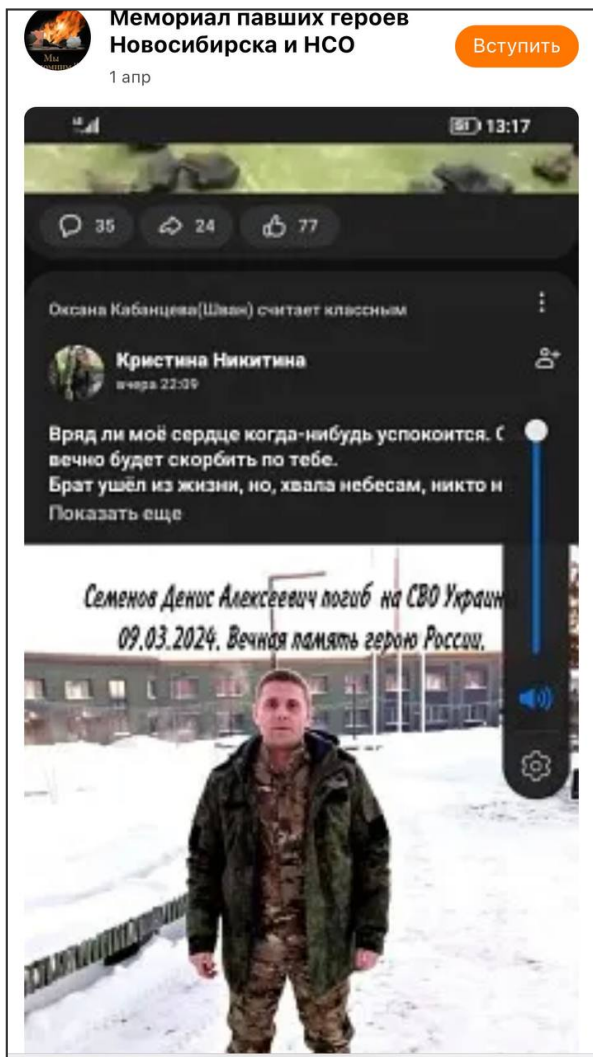 Мемориал павших героев
Новосибирска и НСО
Вступить
1 апр
Мы
13:17
35
24
77
Оксана Кабанцева(Шван) считает классным
Кристина Никитина
вчера 22:09
Вряд ли моё сердце когда-нибудь успокоится. С
вечно будет скорбить по тебе.
Брат ушёл из жизни, но, хвала небесам, никто н
Показать еще
Семенов Денис Алексеевич погиб на СВО Украин
09.03.2024. Вечная память герою России.